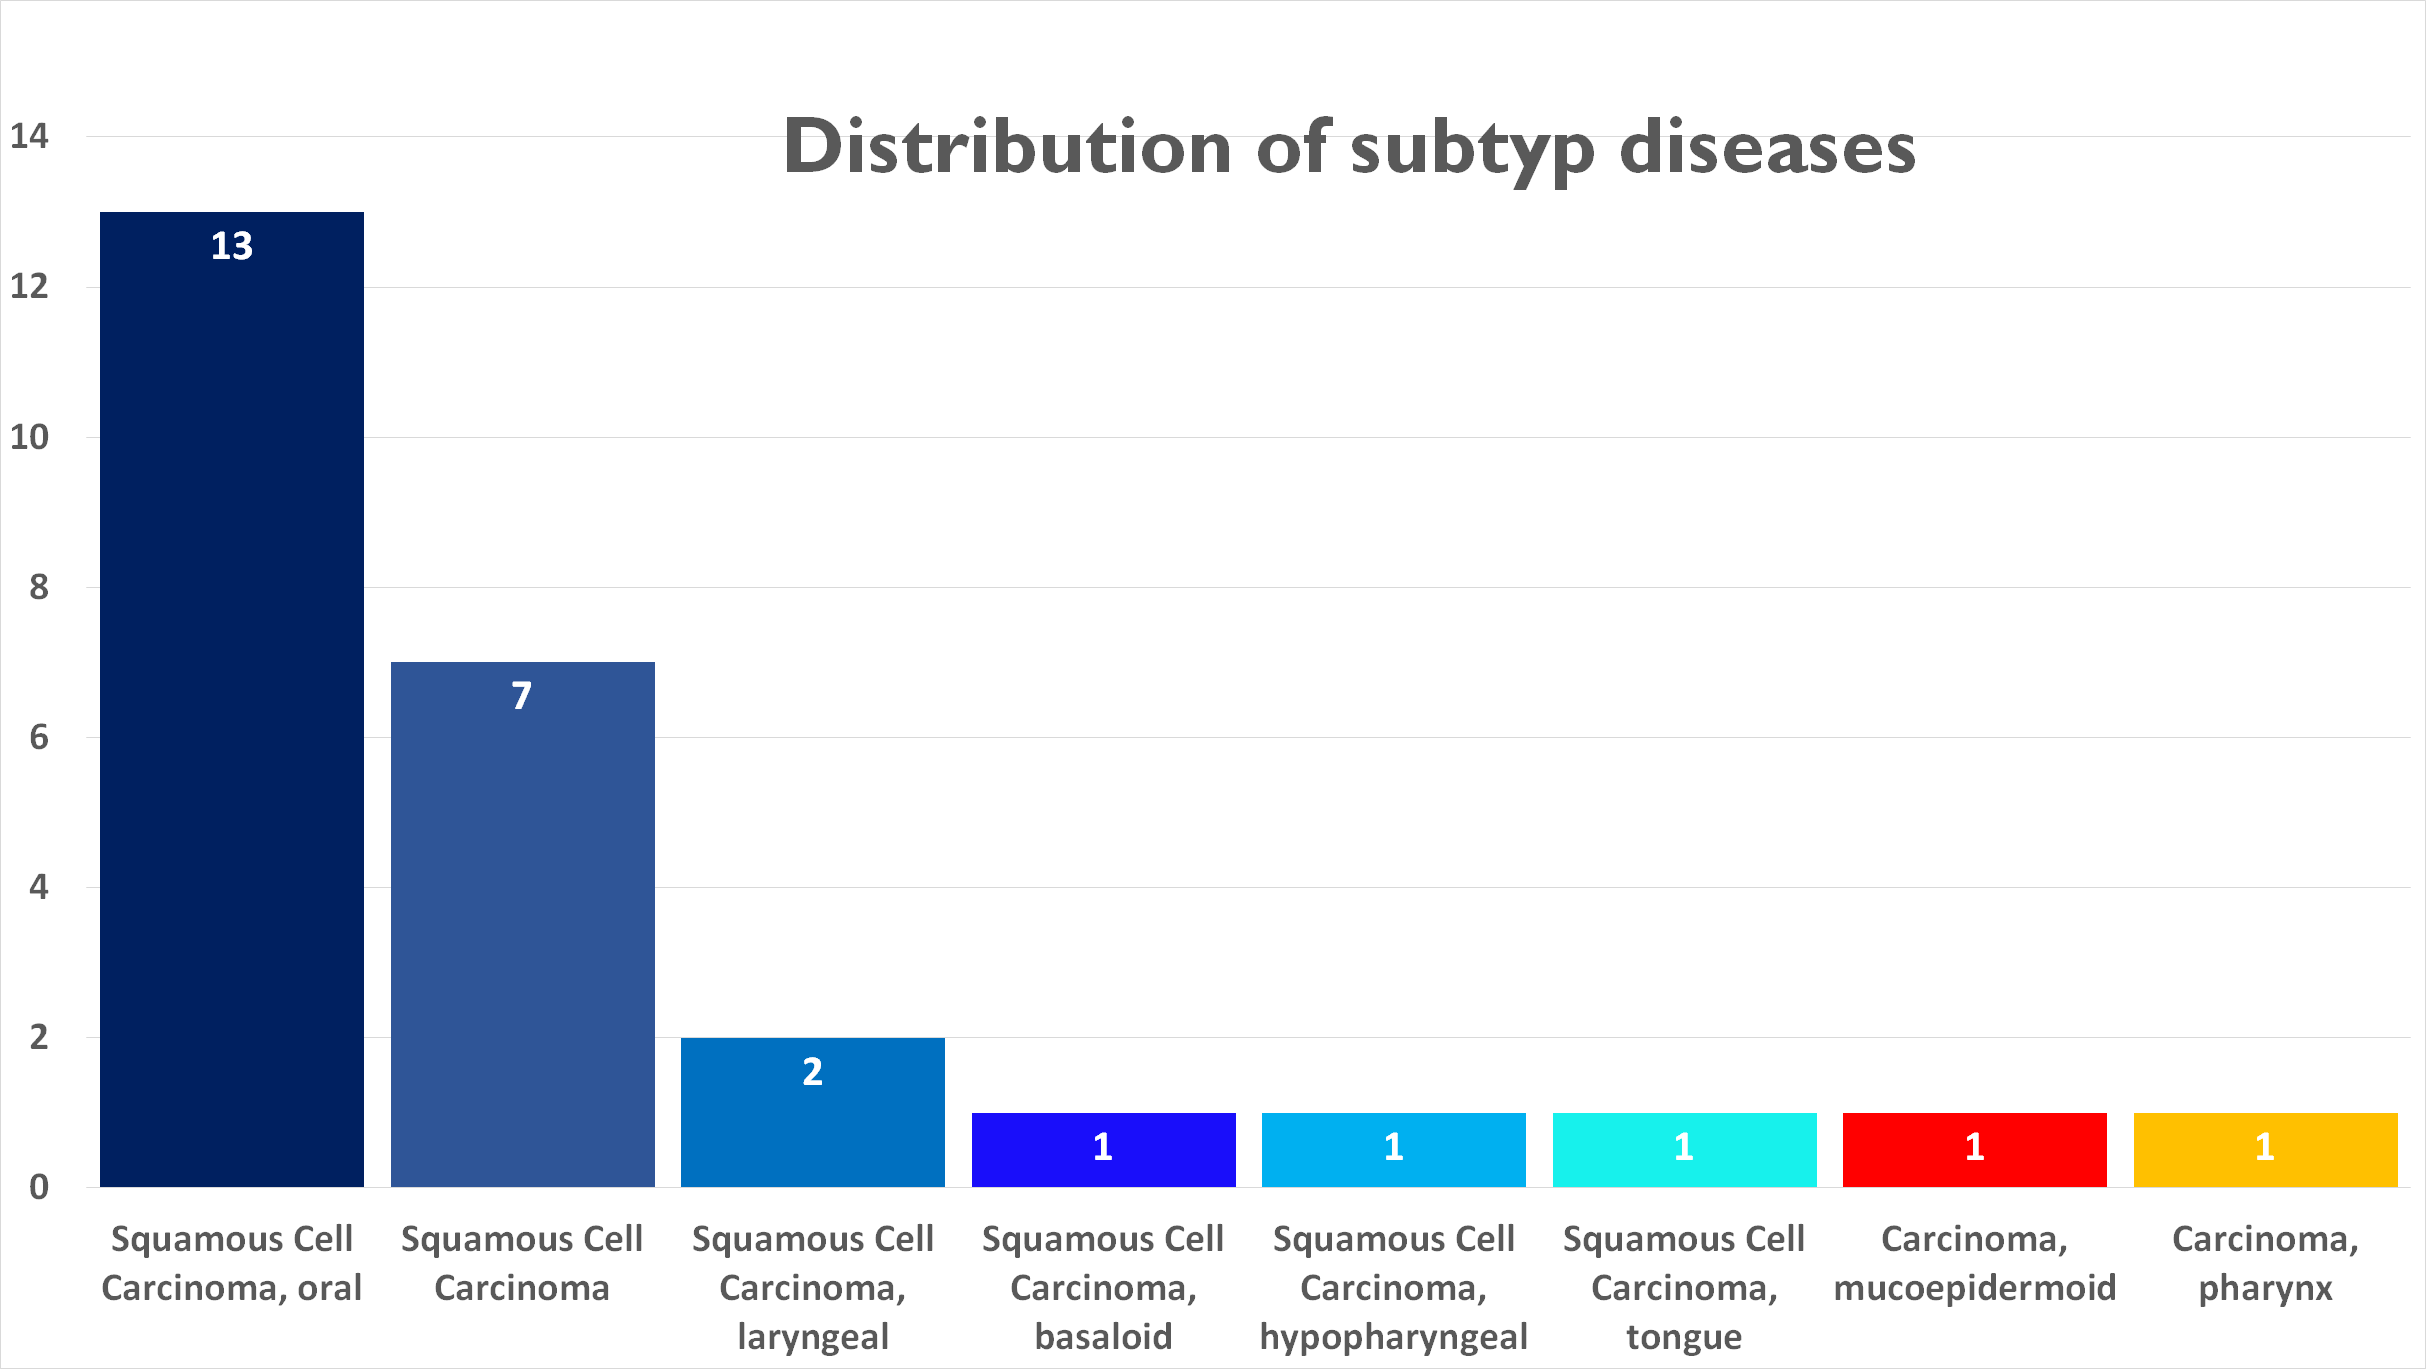 Distribution of subtyp diseases
14
12
10
8
6
4
2
0
13
7
2
1
1
1
1
1
Squamous Cell
Carcinoma, oral
Squamous Cell
Carcinoma
Squamous Cell
Carcinoma,
laryngeal
Squamous Cell
Carcinoma,
basaloid
Squamous Cell
Carcinoma,
hypopharyngeal
Squamous Cell
Carcinoma,
tongue
Carcinoma,
mucoepidermoid
Carcinoma,
pharynx